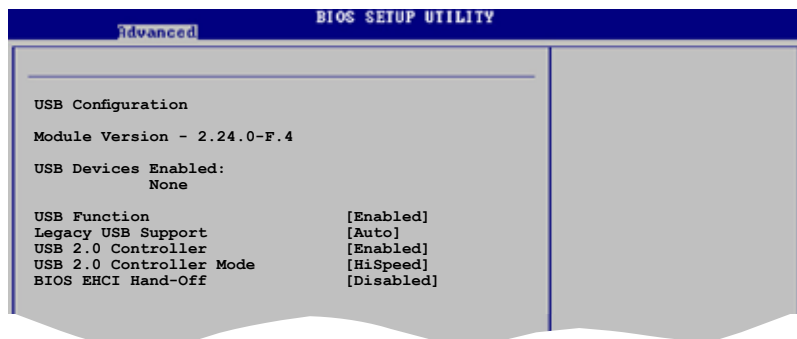 BIOS SETUP UTILITY
Advanced
USB Configuration
Module Version - 2.24.0-F.4
USB Devices Enabled:
None
USB Function [Enabled]
Legacy USB Support [Auto]
USB 2.0 Controller [Enabled]
USB 2.0 Controller Mode [HiSpeed]
BIOS EHCI Hand-Off [Disabled]